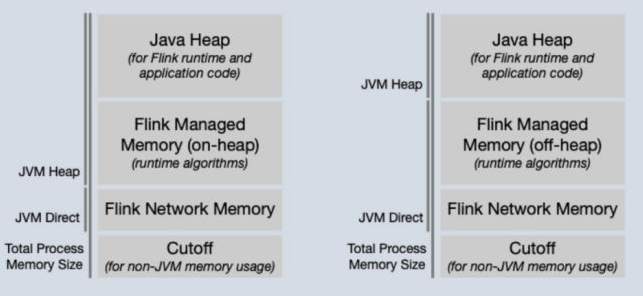 Java Heap
(for Flink runtime and
application code)
Flink Managed
Memory (on-heap)
(runtime algorithms)
JVM Heap
Flink Network Memory
JVM Direct
Total Process
Memory Size
Cutoff
(for non-JVM memory usage)
Java Heap
(for Flink runtime and
application code)
JVM Heap
Flink Managed
Memory (off-heap)
(runtime algorithms)
Flink Network Memory
JVM Direct
Total Process
Memory Size
Cutoff
(for non-JVM memory usage)